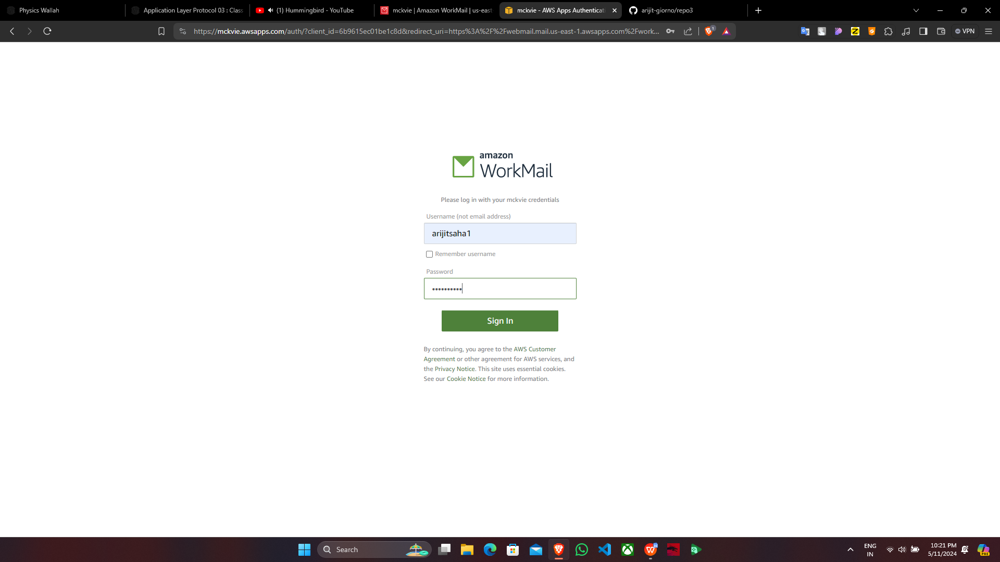 Physics Wallah
Application Layer Protocol 03 : Class
(1) Hummingbird - YouTube
mckvie | Amazon WorkMail | us-east
mckvie - AWS Apps Authenticati
arijit-giorno/repo3
https://mckvie.awsapps.com/auth/?client_id=6b9615ec01be1c8d&redirect_uri=https%3A%2F%2Fwebmail.mail.us-east-1.awsapps.com%2Fwork...
1
VPN
amazon
WorkMail
Please log in with your mckvie credentials
Username (not email address)
arijitsaha1
Remember username
Password
••••••••••
Sign In
By continuing, you agree to the AWS Customer
Agreement or other agreement for AWS services, and
the Privacy Notice. This site uses essential cookies.
See our Cookie Notice for more information.
Search
ENG
IN
10:21 PM
5/11/2024
PRE